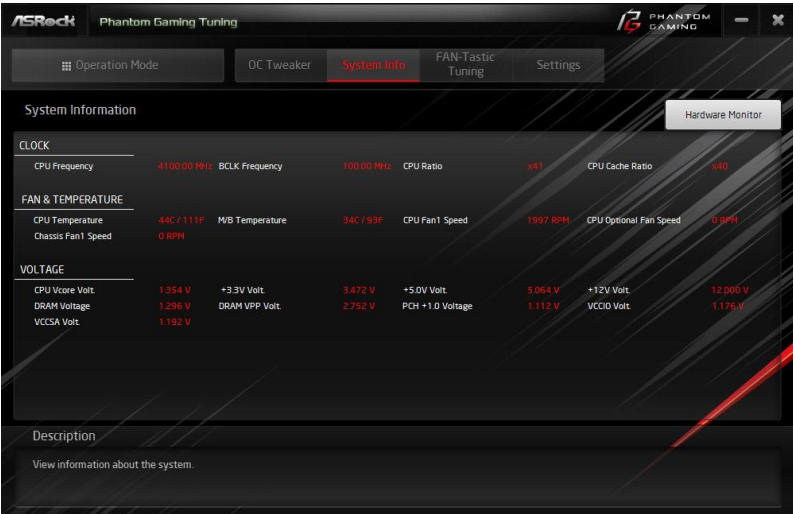 ASRock Phantom Gaming Tuning PHANTOM GAMING
Operation Mode OC Tweaker System Info FAN-Tastic Tuning Settings
System Information
Hardware Monitor
CLOCK
CPU Frequency 4100.00 MHz BCLK Frequency 100.00 MHz CPU Ratio x41 CPU Cache Ratio x40
FAN & TEMPERATURE
CPU Temperature 44C / 111F M/B Temperature 34C / 93F CPU Fan1 Speed 1997 RPM CPU Optional Fan Speed 0 RPM
Chassis Fan1 Speed 0 RPM
VOLTAGE
CPU Vcore Volt. 1.354 V +3.3V Volt. 3.472 V +5.0V Volt. 5.064 V +12V Volt. 12.000 V
DRAM Voltage 1.296 V DRAM VPP Volt. 2.752 V PCH +1.0 Voltage 1.112 V VCCIO Volt. 1.176 V
VCCSA Volt. 1.192 V
Description
View information about the system.